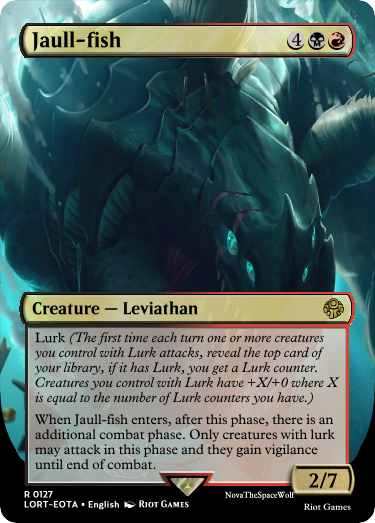 Jaull-fish 4
Creature — Leviathan
Lurk (The first time each turn one or more creatures
you control with Lurk attacks, reveal the top card of
your library, if it has Lurk, you get a Lurk counter.
Creatures you control with Lurk have +X/+0 where X
is equal to the number of Lurk counters you have.)
When Jaull-fish enters, after this phase, there is an
additional combat phase. Only creatures with lurk
may attack in this phase and they gain vigilance
until end of combat.
2/7
R 0127 NovaTheSpaceWolf
LORT-EOTA • English Riot Games Riot Games